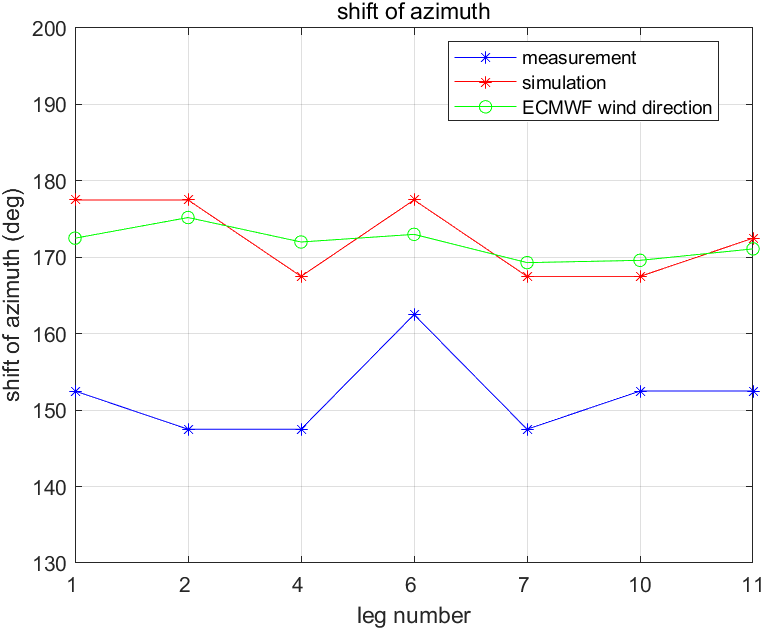 shift of azimuth
200
190
180
170
160
150
140
130
shift of azimuth (deg)
measurement
simulation
ECMWF wind direction
1 2 4 6 7 10 11
leg number